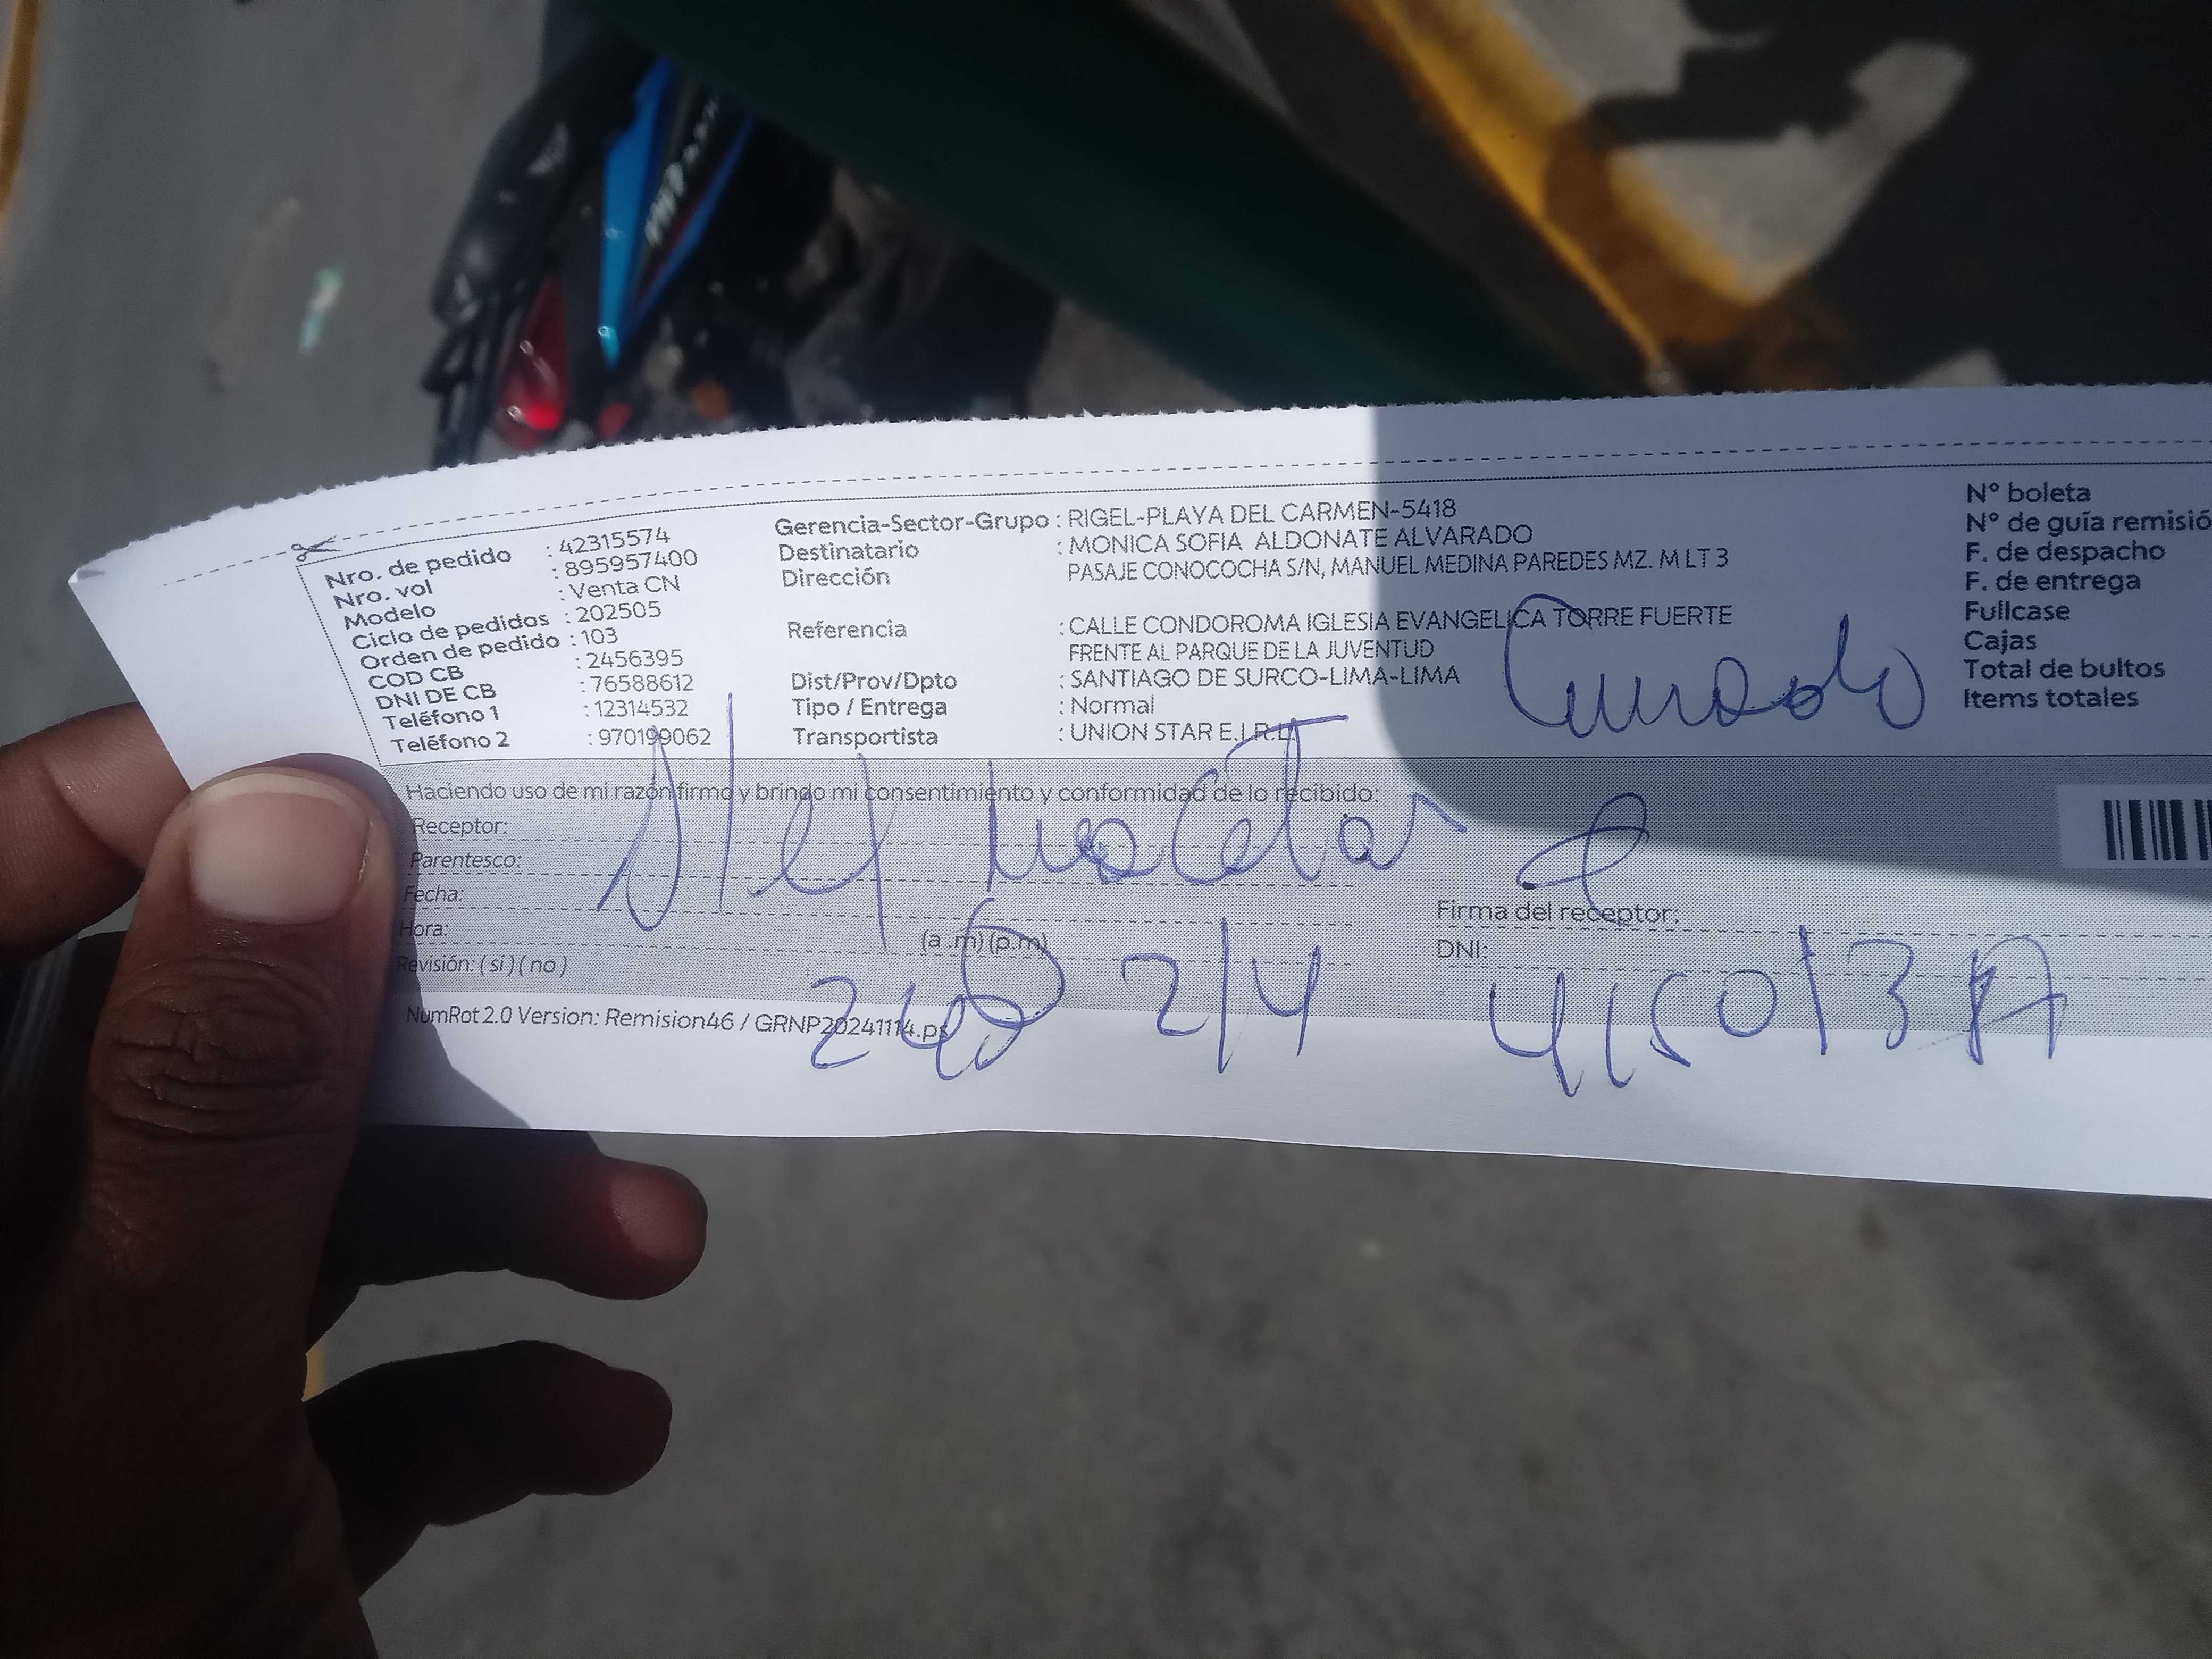 Nro. de pedido : 42315574
Nro. vol : 895957400
Modelo : Venta CN
Ciclo de pedidos : 202505
Orden de pedido : 103
COD CB : 2456395
DNI DE CB : 76588612
Teléfono 1 : 12314532
Teléfono 2 : 970199062
Gerencia-Sector-Grupo : RIGEL-PLAYA DEL CARMEN-5418
Destinatario : MONICA SOFIA ALDONATE ALVARADO
Dirección PASAJE CONOCOCHA S/N, MANUEL MEDINA PAREDES MZ. M LT 3
Referencia : CALLE CONDOROMA IGLESIA EVANGELICA TORRE FUERTE
FRENTE AL PARQUE DE LA JUVENTUD
Dist/Prov/Dpto : SANTIAGO DE SURCO-LIMA-LIMA
Tipo / Entrega : Normal
Transportista : UNION STAR E.I.R.L.
N° boleta
N° de guía remisió
F. de despacho
F. de entrega
Fullcase
Cajas
Total de bultos
Items totales
Haciendo uso de mi razón firmo y brindo mi consentimiento y conformidad de lo recibido:
Receptor:
Parentesco:
Fecha:
Hora: (a .m) (p.m)
Revisión: ( si ) ( no )
Firma del receptor:
DNI:
NumRot 2.0 Version: Remision46 / GRNP20241114.ps